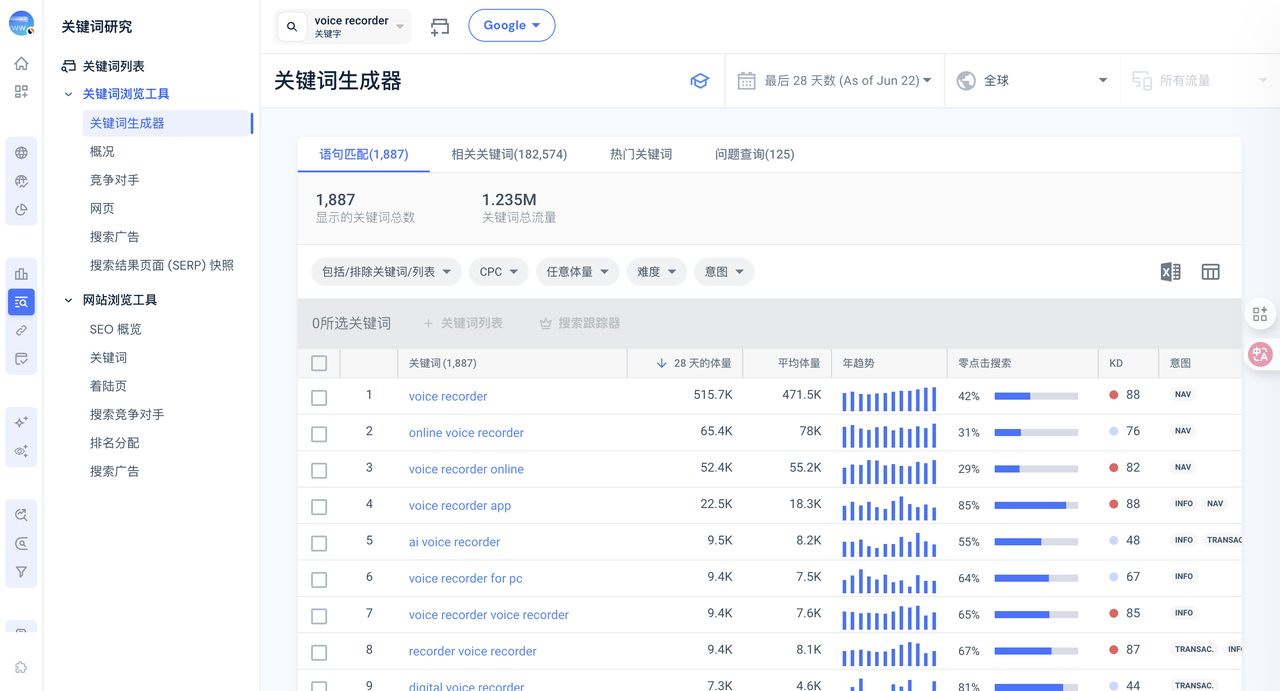 WW
关键词研究
关键词列表
关键词浏览工具
关键词生成器
概况
竞争对手
网页
搜索广告
搜索结果页面 (SERP) 快照
网站浏览工具
SEO 概览
关键词
着陆页
搜索竞争对手
排名分配
搜索广告
voice recorder
关键字
Google
关键词生成器
最后 28 天数 (As of Jun 22)
全球
所有流量
语句匹配(1,887) 相关关键词(182,574) 热门关键词 问题查询(125)
1,887 1.235M
显示的关键词总数 关键词总流量
包括/排除关键词/列表 CPC 任意体量 难度 意图
0所选关键词 + 关键词列表 搜索跟踪器
关键词 (1,887) 28 天的体量 平均体量 年趋势 零点击搜索 KD 意图
1 voice recorder 515.7K 471.5K 42% 88 NAV
2 online voice recorder 65.4K 78K 31% 76 NAV
3 voice recorder online 52.4K 55.2K 29% 82 NAV
4 voice recorder app 22.5K 18.3K 85% 88 INFO NAV
5 ai voice recorder 9.5K 8.2K 55% 48 INFO TRANSAC
6 voice recorder for pc 9.4K 7.5K 64% 67 INFO
7 voice recorder voice recorder 9.4K 7.6K 65% 85 INFO
8 recorder voice recorder 9.4K 8.1K 67% 87 TRANSAC. INFO
9 digital voice recorder 7.3K 4.6K 81% 44 TRANSAC.
中A